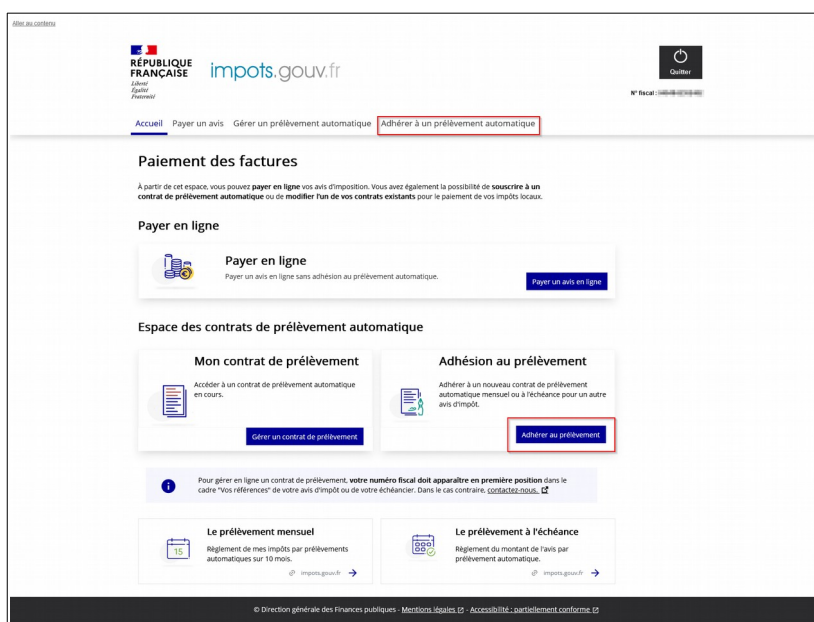 Aller au contenu
RÉPUBLIQUE
FRANÇAISE
Liberté
Égalité
Fraternité
impots.gouv.fr
Quitter
N° fiscal :
Accueil Payer un avis Gérer un prélèvement automatique Adhérer à un prélèvement automatique
Paiement des factures
À partir de cet espace, vous pouvez payer en ligne vos avis d'imposition. Vous avez également la possibilité de souscrire à un
contrat de prélèvement automatique ou de modifier l'un de vos contrats existants pour le paiement de vos impôts locaux.
Payer en ligne
Payer en ligne
Payer un avis en ligne sans adhésion au prélèvement automatique.
Payer un avis en ligne
Espace des contrats de prélèvement automatique
Mon contrat de prélèvement
Accéder à un contrat de prélèvement automatique
en cours.
Gérer un contrat de prélèvement
Adhésion au prélèvement
Adhérer à un nouveau contrat de prélèvement
automatique mensuel ou à l'échéance pour un autre
avis d'impôt.
Adhérer au prélèvement
Pour gérer en ligne un contrat de prélèvement, votre numéro fiscal doit apparaître en première position dans le
cadre "Vos références" de votre avis d'impôt ou de votre échéancier. Dans le cas contraire, contactez-nous.
15
Le prélèvement mensuel
Règlement de mes impôts par prélèvements
automatiques sur 10 mois.
impots.gouv.fr
Le prélèvement à l'échéance
Règlement du montant de l'avis par
prélèvement automatique.
impots.gouv.fr
© Direction générale des Finances publiques - Mentions légales - Accessibilité : partiellement conforme